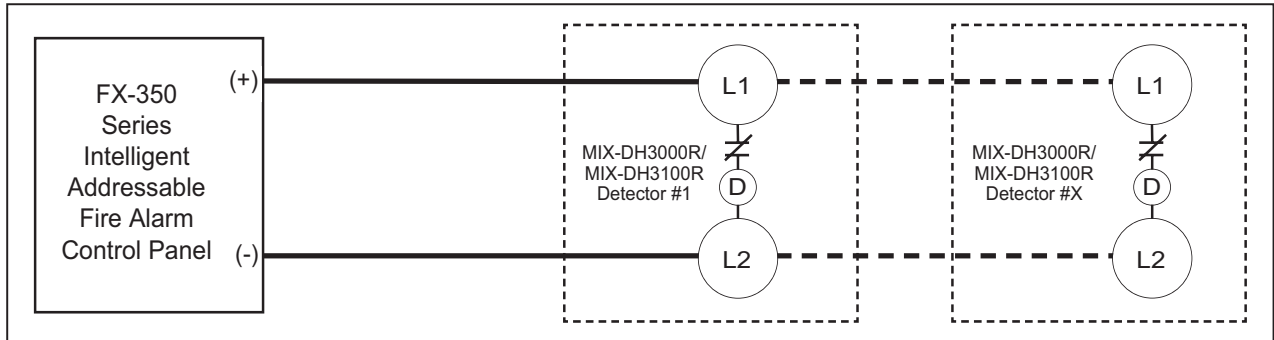 FX-350
Series
Intelligent
Addressable
Fire Alarm
Control Panel
(+)
(-)
L1
MIX-DH3000R/
MIX-DH3100R
Detector #1
D
L2
L1
MIX-DH3000R/
MIX-DH3100R
Detector #X
D
L2